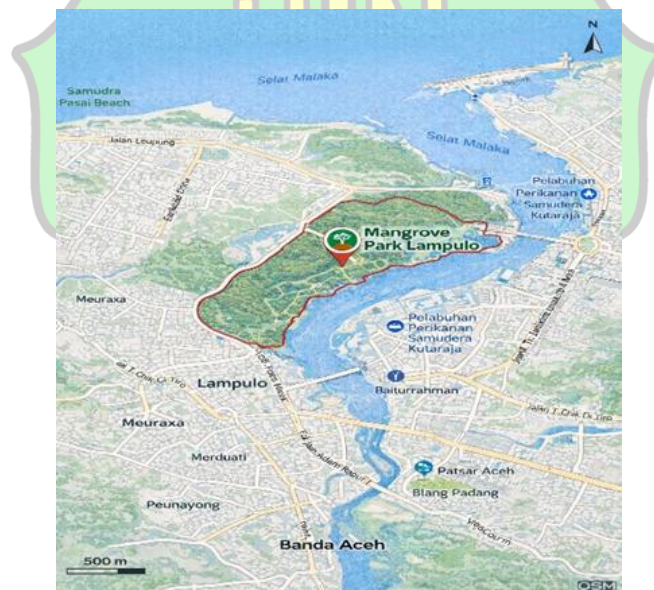 N
Selat Malaka
Samudra
Pasai Beach
Selat Malaka
Jalan Leupung
Pelabuhan
Perikanan
Samudera
Kutaraja
Mangrove
Park Lampulo
Meuraxa
Pelabuhan
Perikanan
Samudera
Kutaraja
Lampulo
Baiturrahman
Meuraxa
Merduati
Patsar Aceh
Blang Padang
Peunayong
Banda Aceh
500 m
OSM